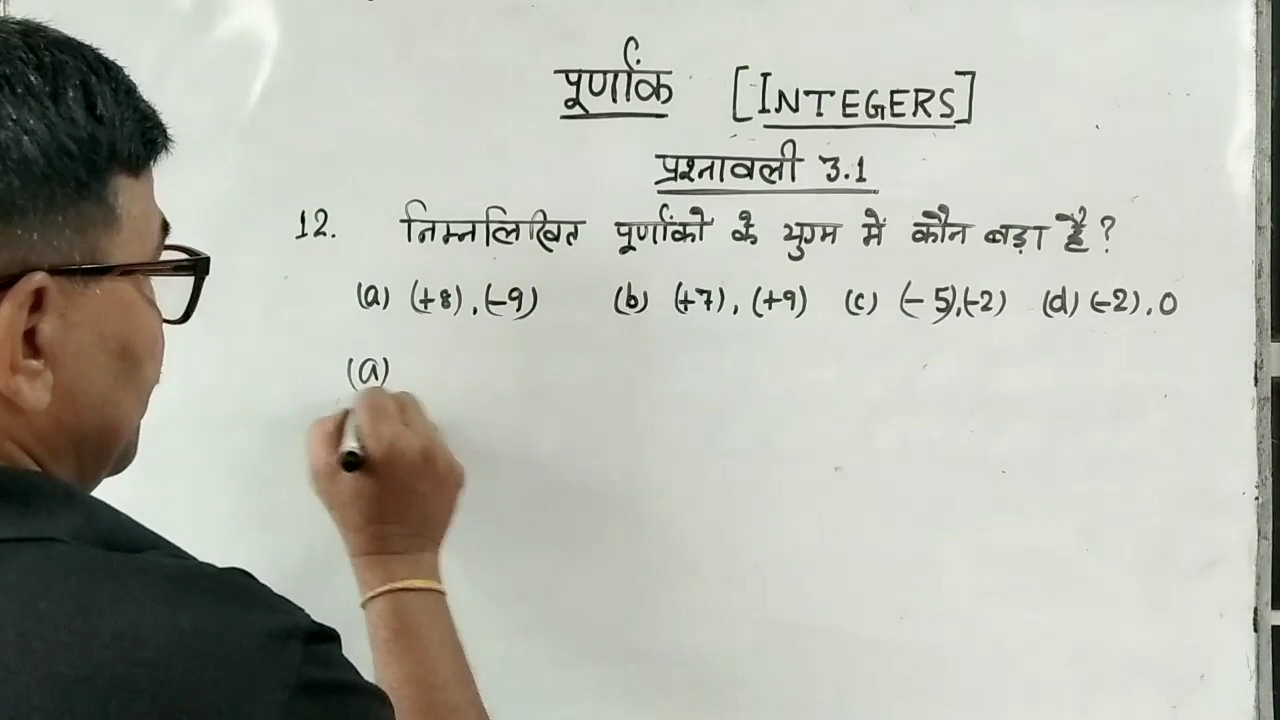 पूर्णांक [INTEGERS]
प्रश्नावली 3.1
12. निम्नलिखित पूर्णांको के युग्म में कौन बड़ा है?
(a) (+8), (-9) (b) (+7), (+9) (c) (-5),(-2) (d) (-2), 0
(a)